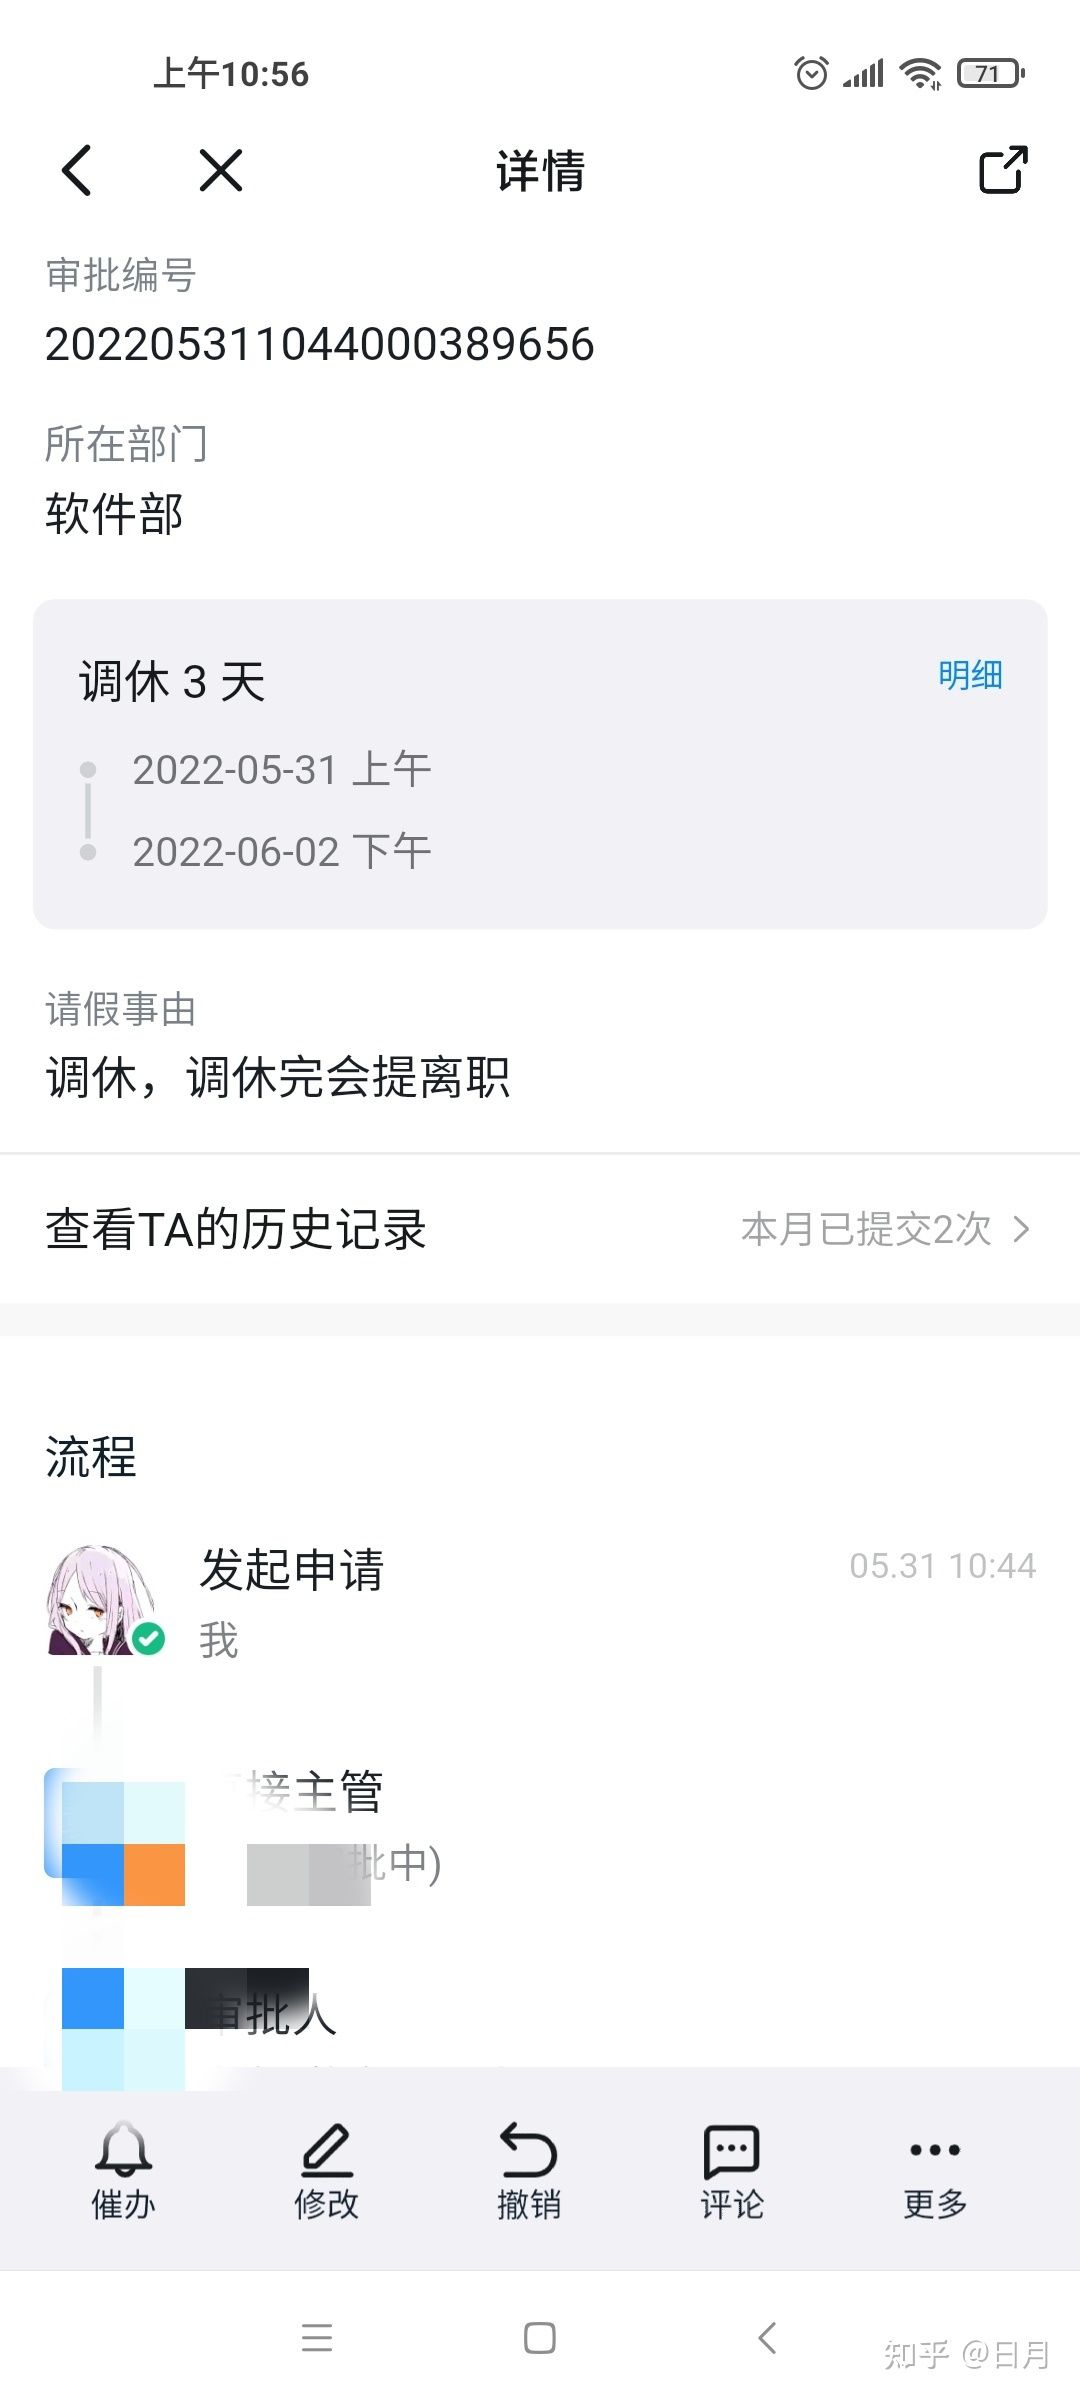 上午10:56
71
详情
审批编号
202205311044000389656
所在部门
软件部
调休 3 天
明细
2022-05-31 上午
2022-06-02 下午
请假事由
调休，调休完会提离职
查看TA的历史记录
本月已提交2次
流程
发起申请
05.31 10:44
我
接主管
批中)
审批人
催办
修改
撤销
评论
更多
知乎 @日月